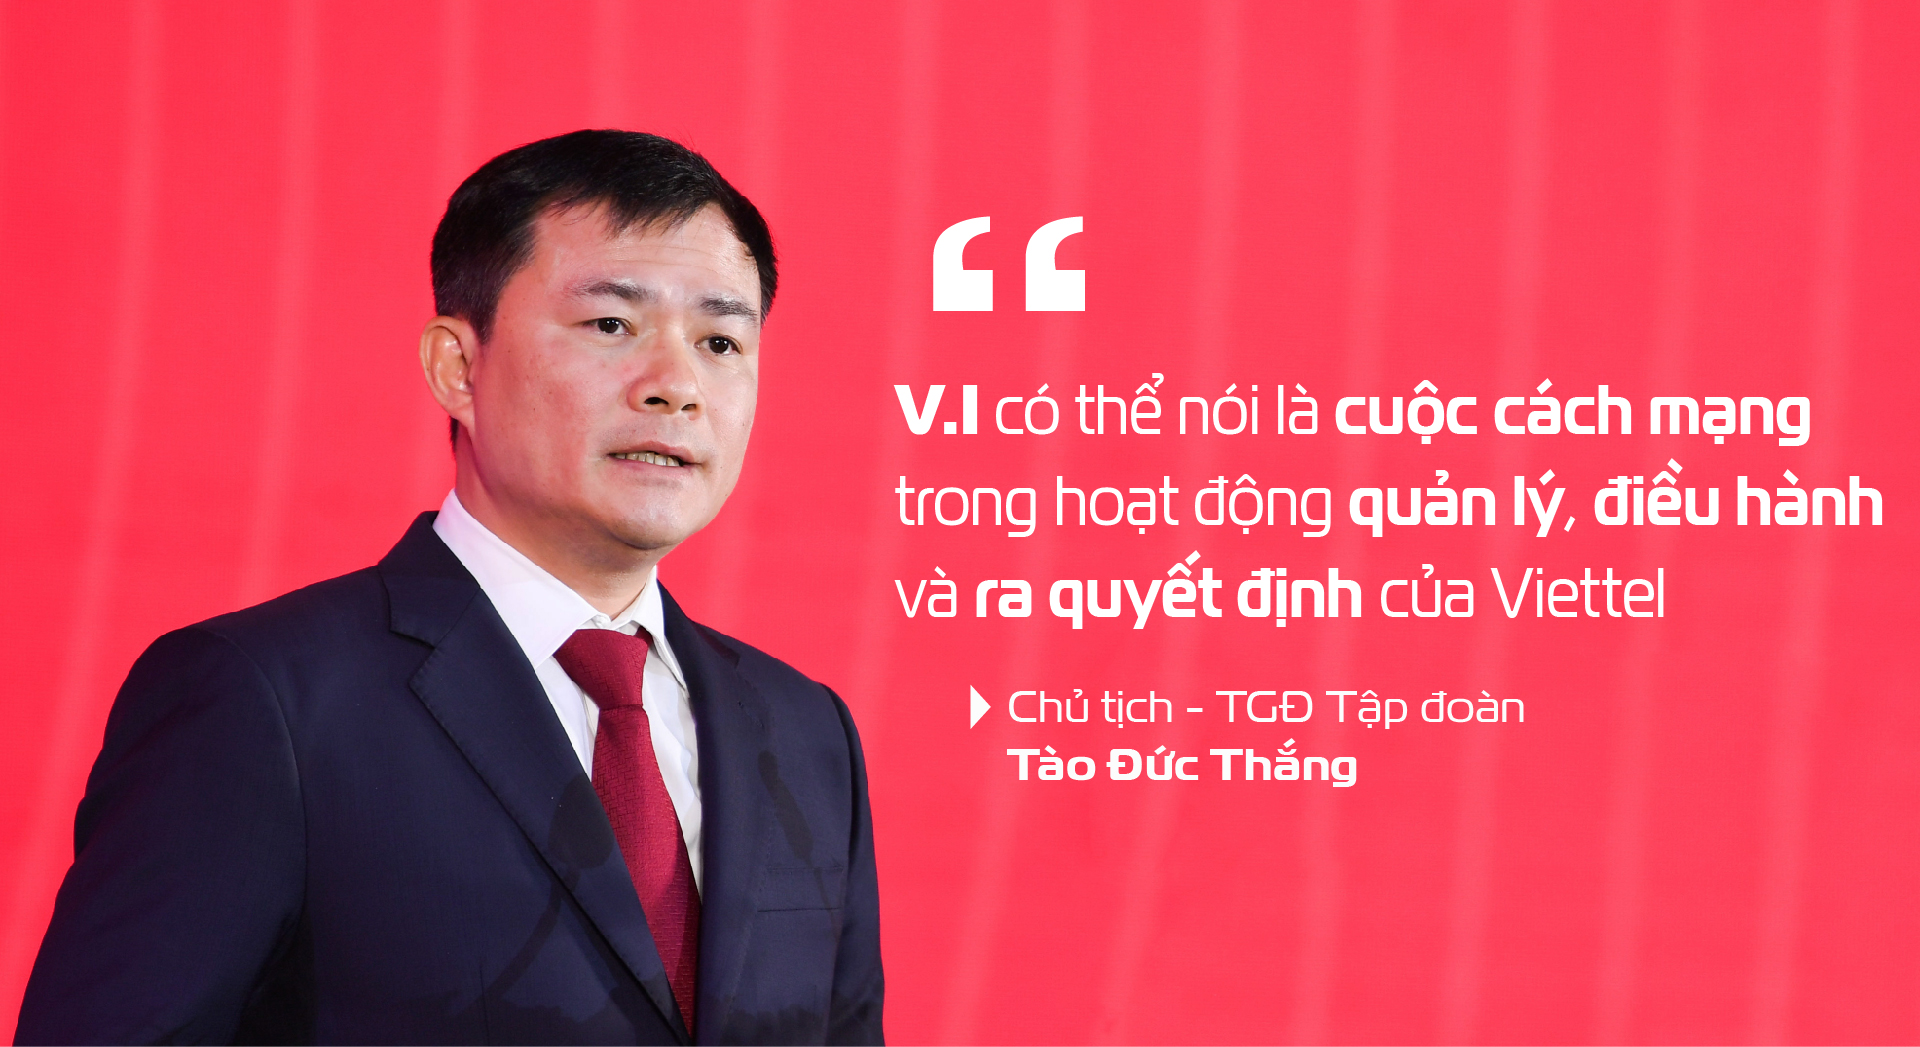 “
V.I có thể nói là cuộc cách mạng
trong hoạt động quản lý, điều hành
và ra quyết định của Viettel
Chủ tịch - TGĐ Tập đoàn
Tào Đức Thắng